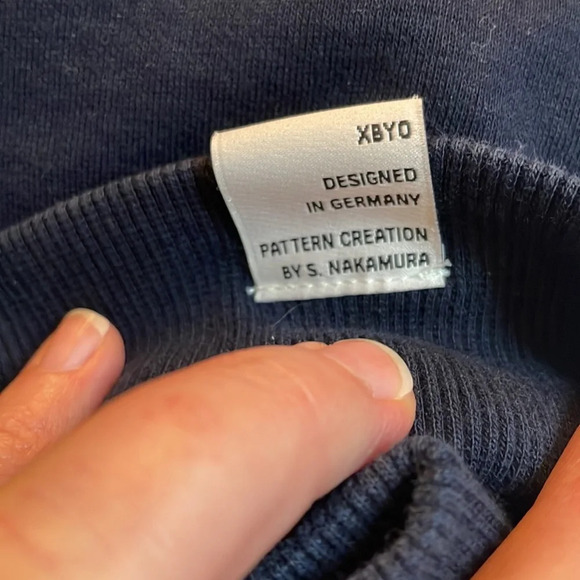 XBYO
DESIGNED
IN GERMANY
PATTERN CREATION
BY S. NAKAMURA